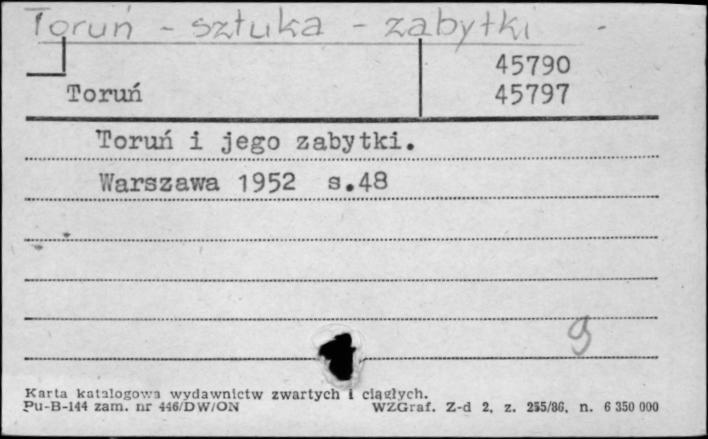 Toruń - sztuka - zabytki
45790
Toruń 45797
Toruń i jego zabytki.
Warszawa 1952 s.48
9
Karta katalogowa wydawnictw zwartych i ciągłych.
Pu-B-144 zam. nr 446/DW/ON WZGraf. Z-d 2, z. 255/86, n. 6 350 000